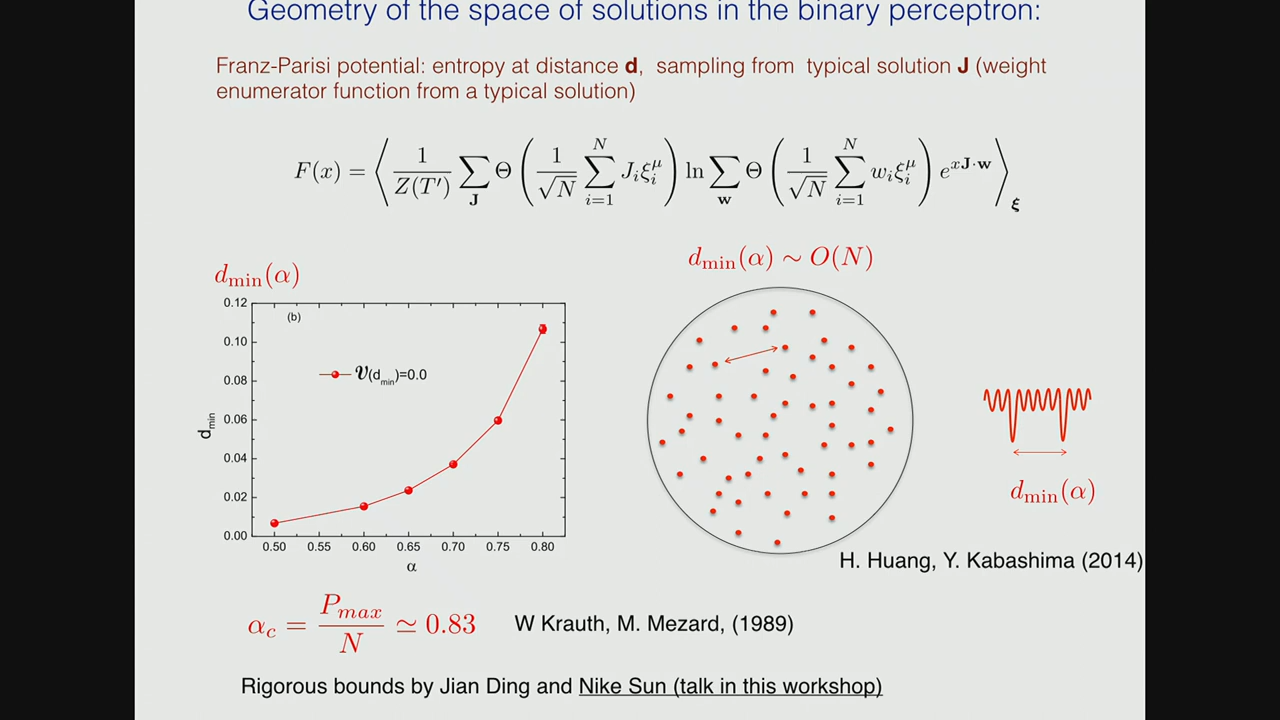 Geometry of the space of solutions in the binary perceptron:
Franz-Parisi potential: entropy at distance d, sampling from typical solution J (weight
enumerator function from a typical solution)
F(x) = ⟨ 1/Z(T′) ∑_J Θ ( 1/√N ∑_{i=1}^{N} J_i ξ_i^μ ) ln ∑_w Θ ( 1/√N ∑_{i=1}^{N} w_i ξ_i^μ ) e^{xJ·w} ⟩_ξ
d_min(α)
d_min(α) ∼ O(N)
0.12
(b)
0.10
𝒱(d_min)=0.0
0.08
0.06
d_min
0.04
0.02
0.00
0.50 0.55 0.60 0.65 0.70 0.75 0.80
α
d_min(α)
H. Huang, Y. Kabashima (2014)
α_c = P_max/N ≃ 0.83
W Krauth, M. Mezard, (1989)
Rigorous bounds by Jian Ding and Nike Sun (talk in this workshop)